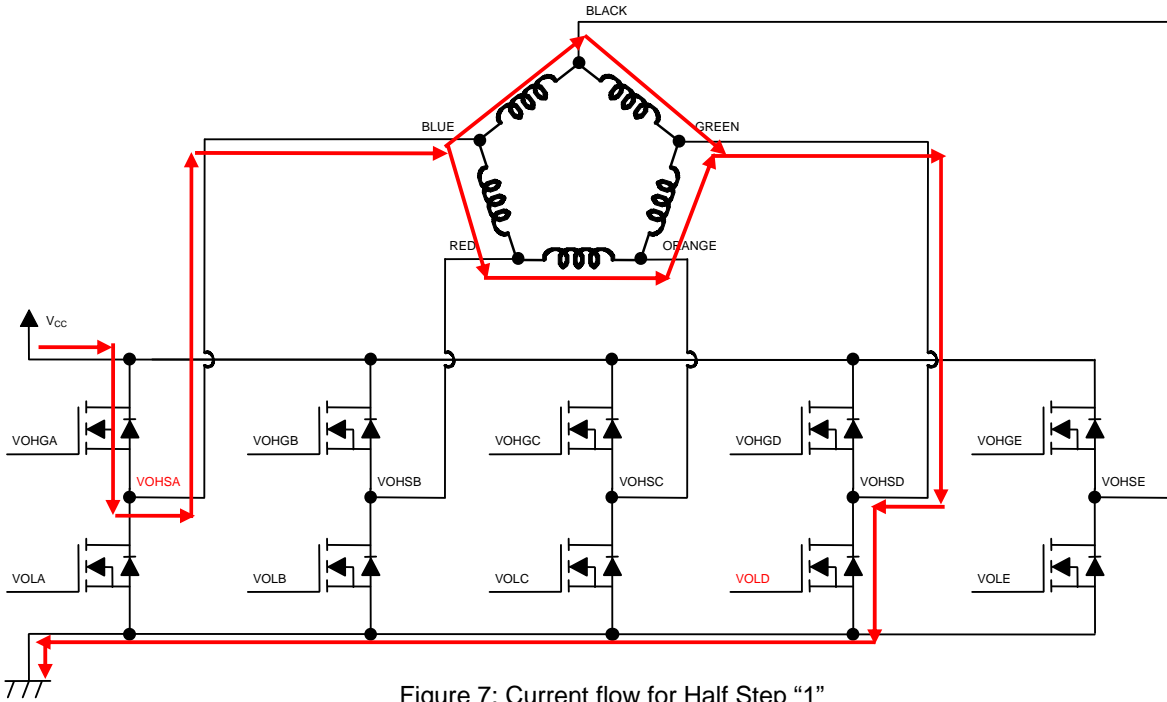 BLACK
BLUE
GREEN
RED
ORANGE
VCC
VOHGA
VOHGB
VOHGC
VOHGD
VOHGE
VOHSA
VOHSB
VOHSC
VOHSD
VOHSE
VOLA
VOLB
VOLC
VOLD
VOLE
Figure 7: Current flow for Half Step “1”